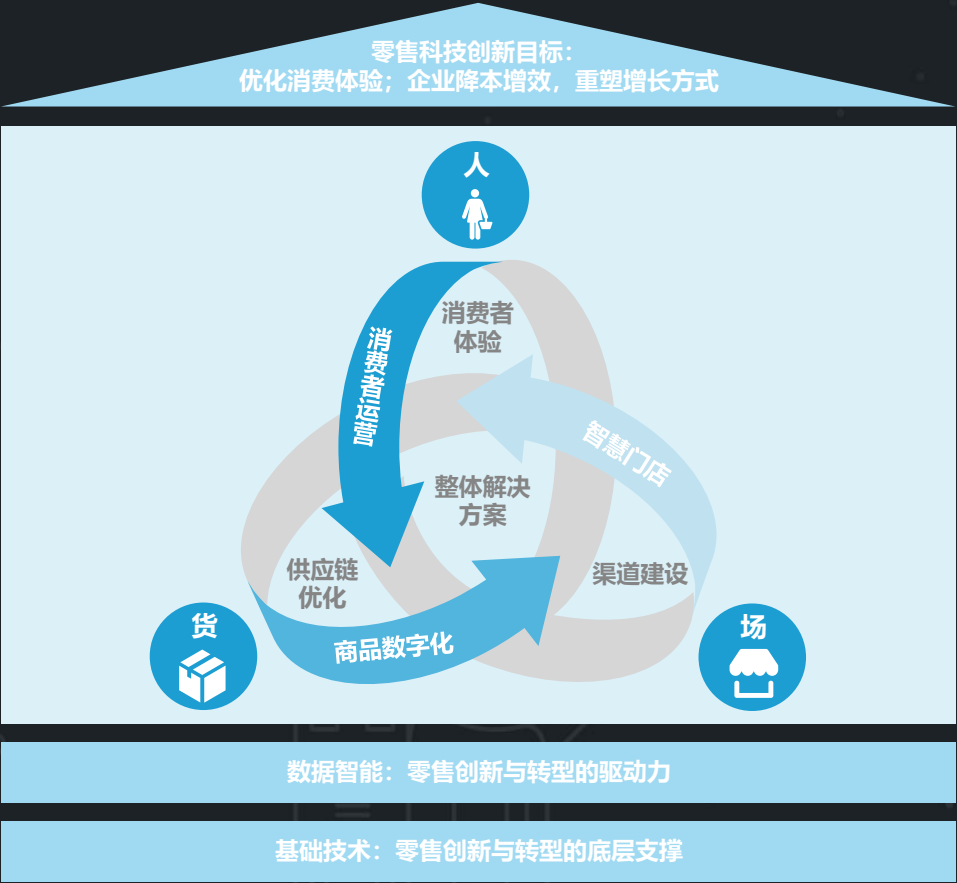 零售科技创新目标：
优化消费体验；企业降本增效，重塑增长方式
人
消费者
体验
消费者运营
智慧门店
整体解决
方案
供应链
优化
渠道建设
货
商品数字化
场
数据智能：零售创新与转型的驱动力
基础技术：零售创新与转型的底层支撑